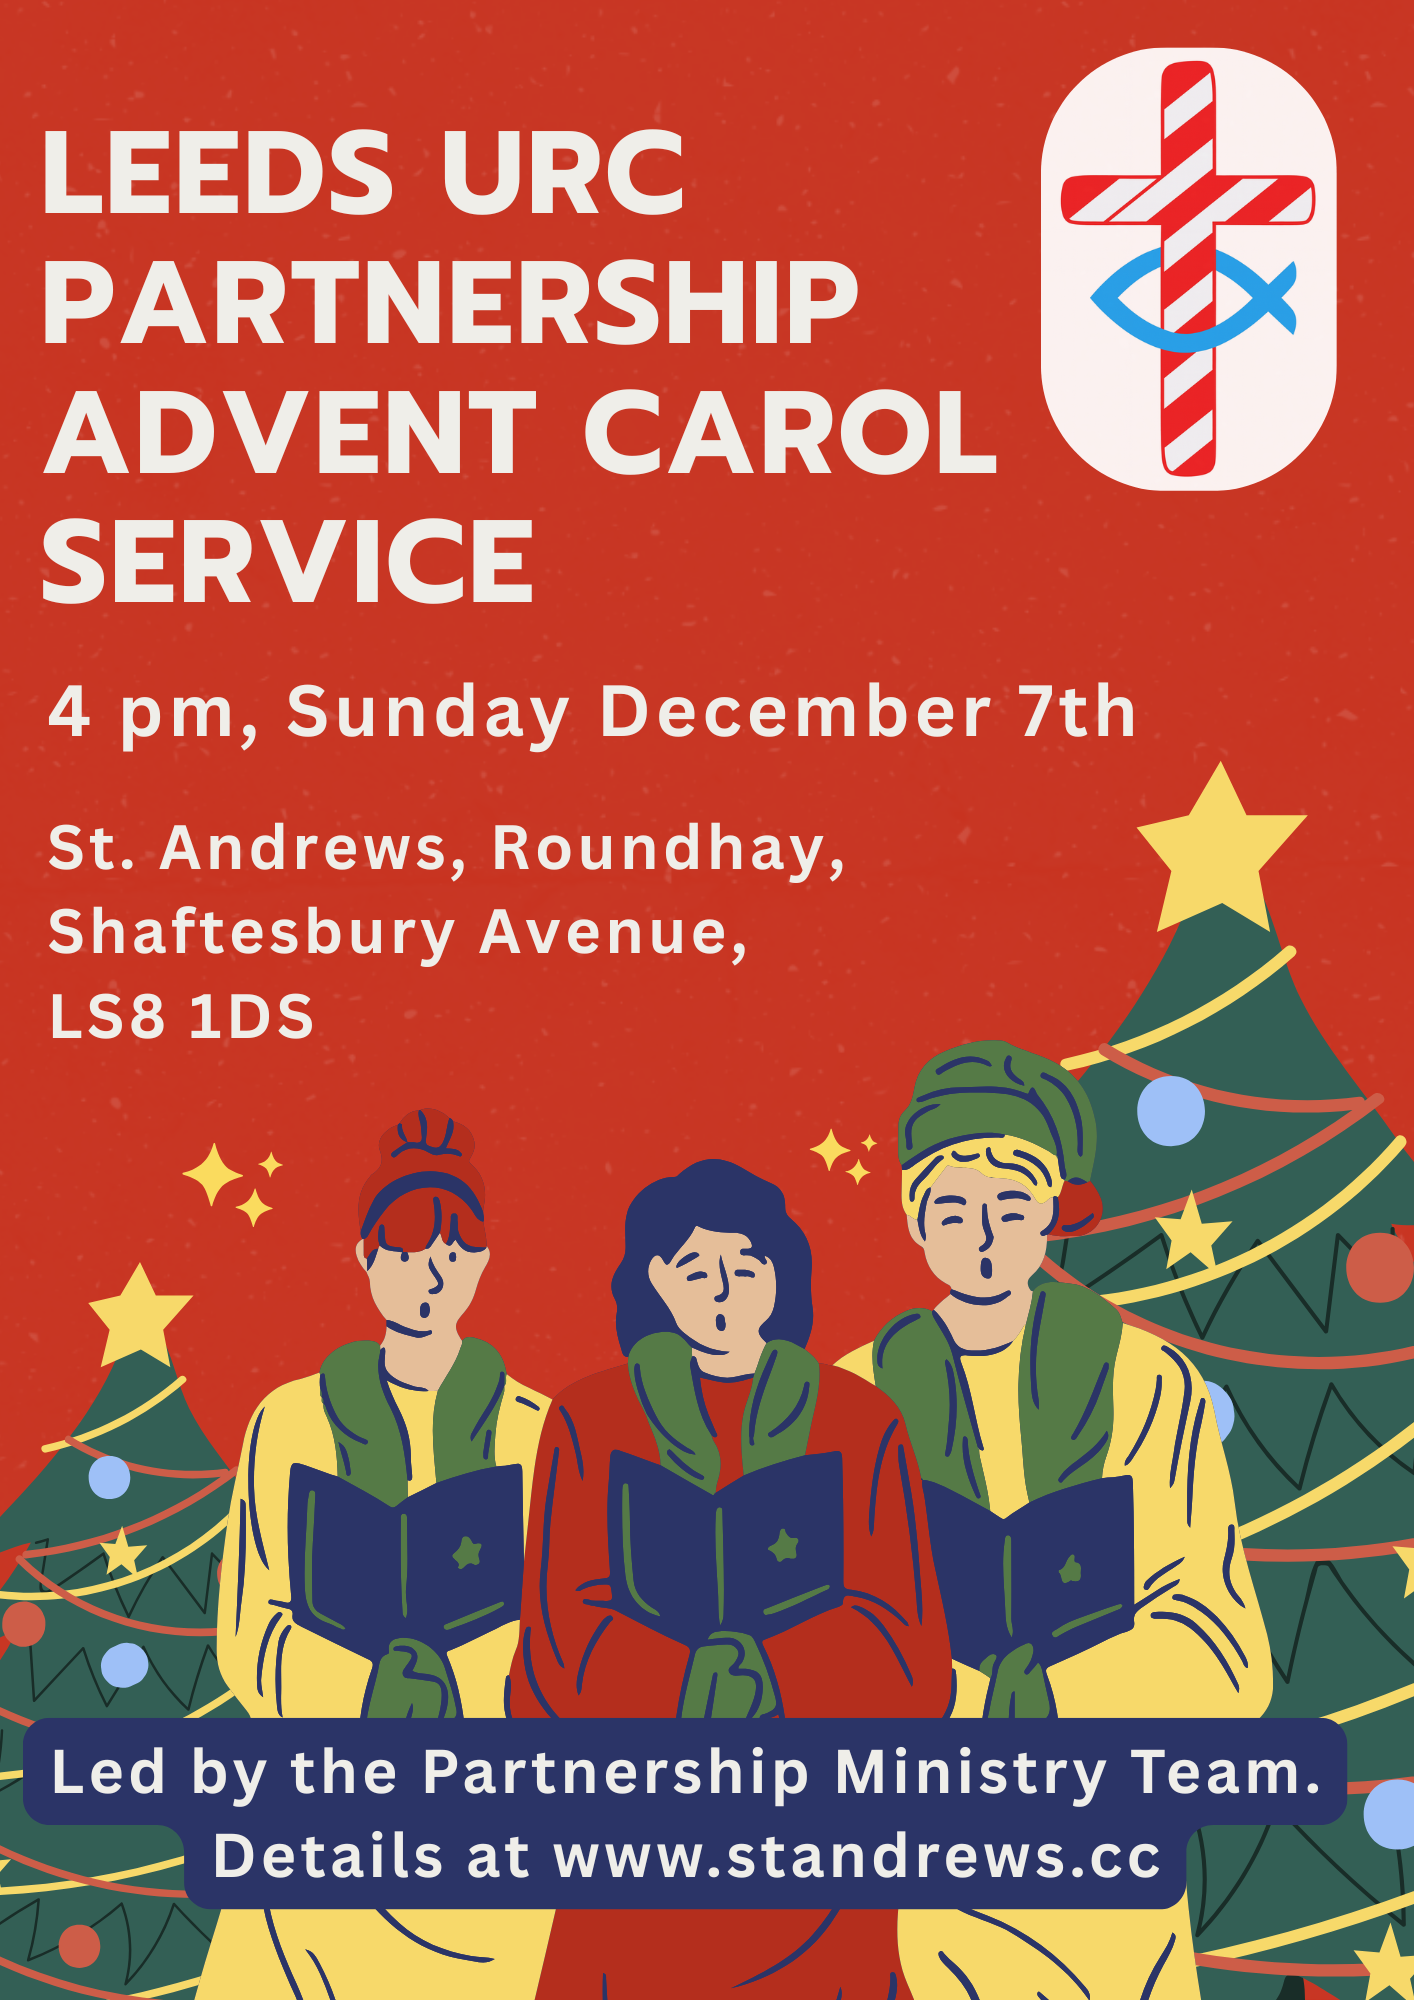 LEEDS URC
PARTNERSHIP
ADVENT CAROL
SERVICE
4 pm, Sunday December 7th
St. Andrews, Roundhay,
Shaftesbury Avenue,
LS8 1DS
Led by the Partnership Ministry Team.
Details at www.standrews.cc